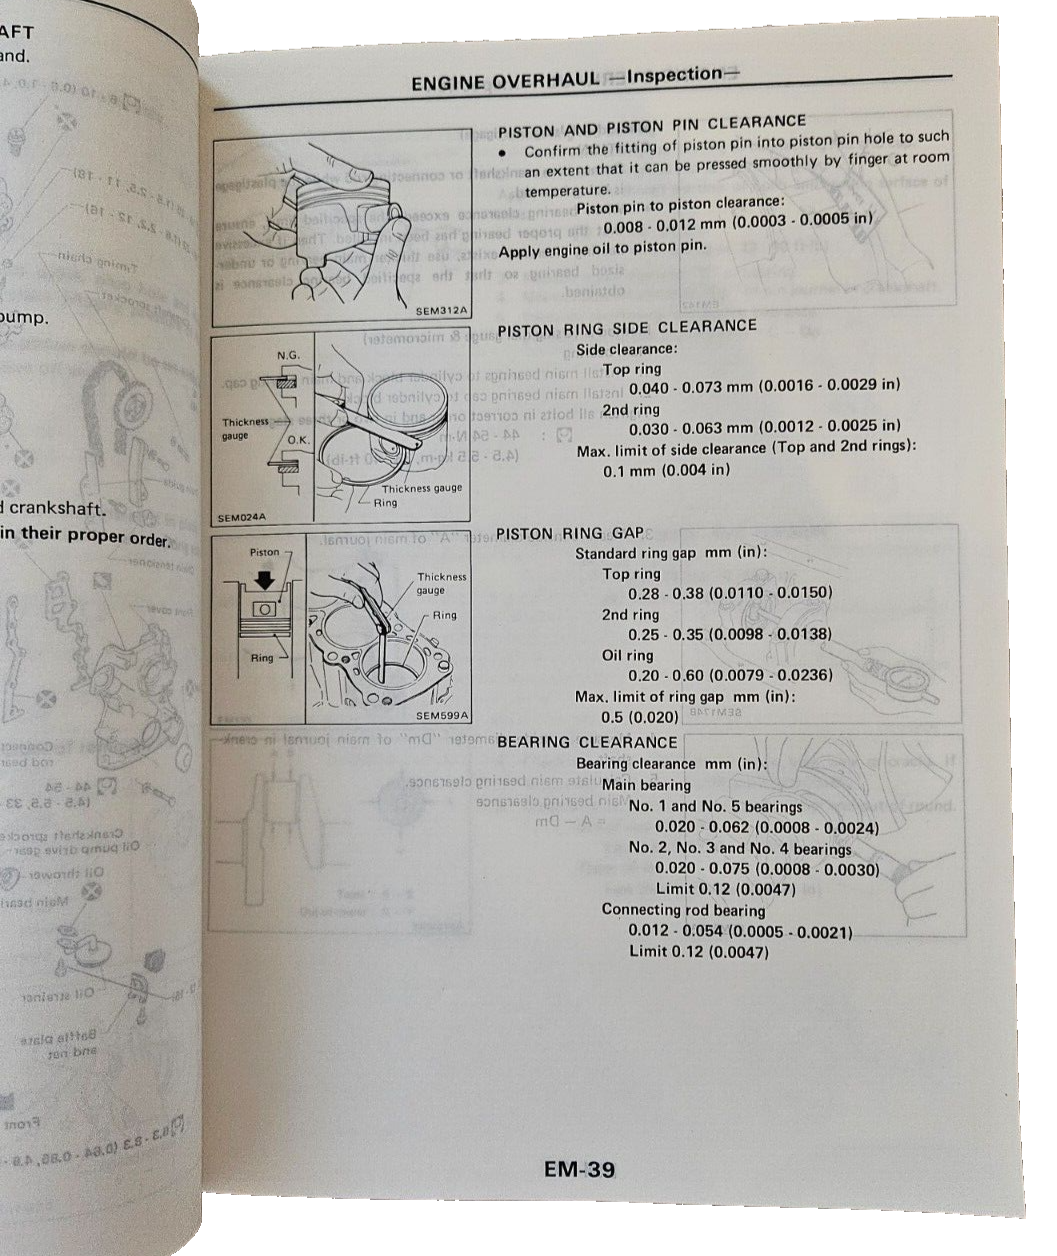 AFT
and.
pump.
d crankshaft.
in their proper order.
ENGINE OVERHAUL —Inspection—
SEM312A
PISTON AND PISTON PIN CLEARANCE
• Confirm the fitting of piston pin into piston pin hole to such
an extent that it can be pressed smoothly by finger at room
temperature.
Piston pin to piston clearance:
0.008 - 0.012 mm (0.0003 - 0.0005 in)
Apply engine oil to piston pin.
N.G.
Thickness
gauge
O.K.
Thickness gauge
Ring
SEM024A
PISTON RING SIDE CLEARANCE
Side clearance:
Top ring
0.040 - 0.073 mm (0.0016 - 0.0029 in)
2nd ring
0.030 - 0.063 mm (0.0012 - 0.0025 in)
Max. limit of side clearance (Top and 2nd rings):
0.1 mm (0.004 in)
Piston
Ring
Thickness
gauge
Ring
SEM599A
PISTON RING GAP
Standard ring gap mm (in):
Top ring
0.28 - 0.38 (0.0110 - 0.0150)
2nd ring
0.25 - 0.35 (0.0098 - 0.0138)
Oil ring
0.20 - 0.60 (0.0079 - 0.0236)
Max. limit of ring gap mm (in):
0.5 (0.020)
BEARING CLEARANCE
Bearing clearance mm (in):
Main bearing
No. 1 and No. 5 bearings
0.020 - 0.062 (0.0008 - 0.0024)
No. 2, No. 3 and No. 4 bearings
0.020 - 0.075 (0.0008 - 0.0030)
Limit 0.12 (0.0047)
Connecting rod bearing
0.012 - 0.054 (0.0005 - 0.0021)
Limit 0.12 (0.0047)
EM-39